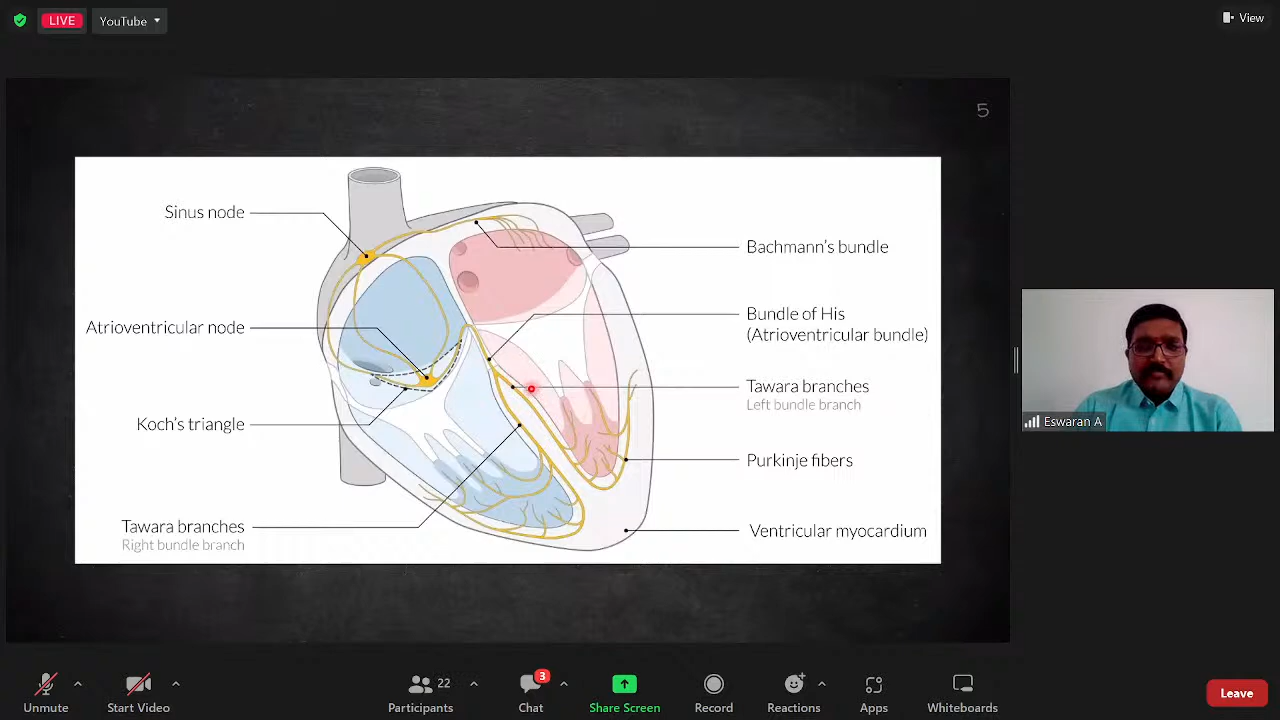 LIVE
YouTube
View
5
Sinus node
Bachmann's bundle
Bundle of His
(Atrioventricular bundle)
Atrioventricular node
Tawara branches
Left bundle branch
Koch's triangle
Purkinje fibers
Tawara branches
Right bundle branch
Ventricular myocardium
Eswaran A
3
22
Unmute
Start Video
Participants
Chat
Share Screen
Record
Reactions
Apps
Whiteboards
Leave